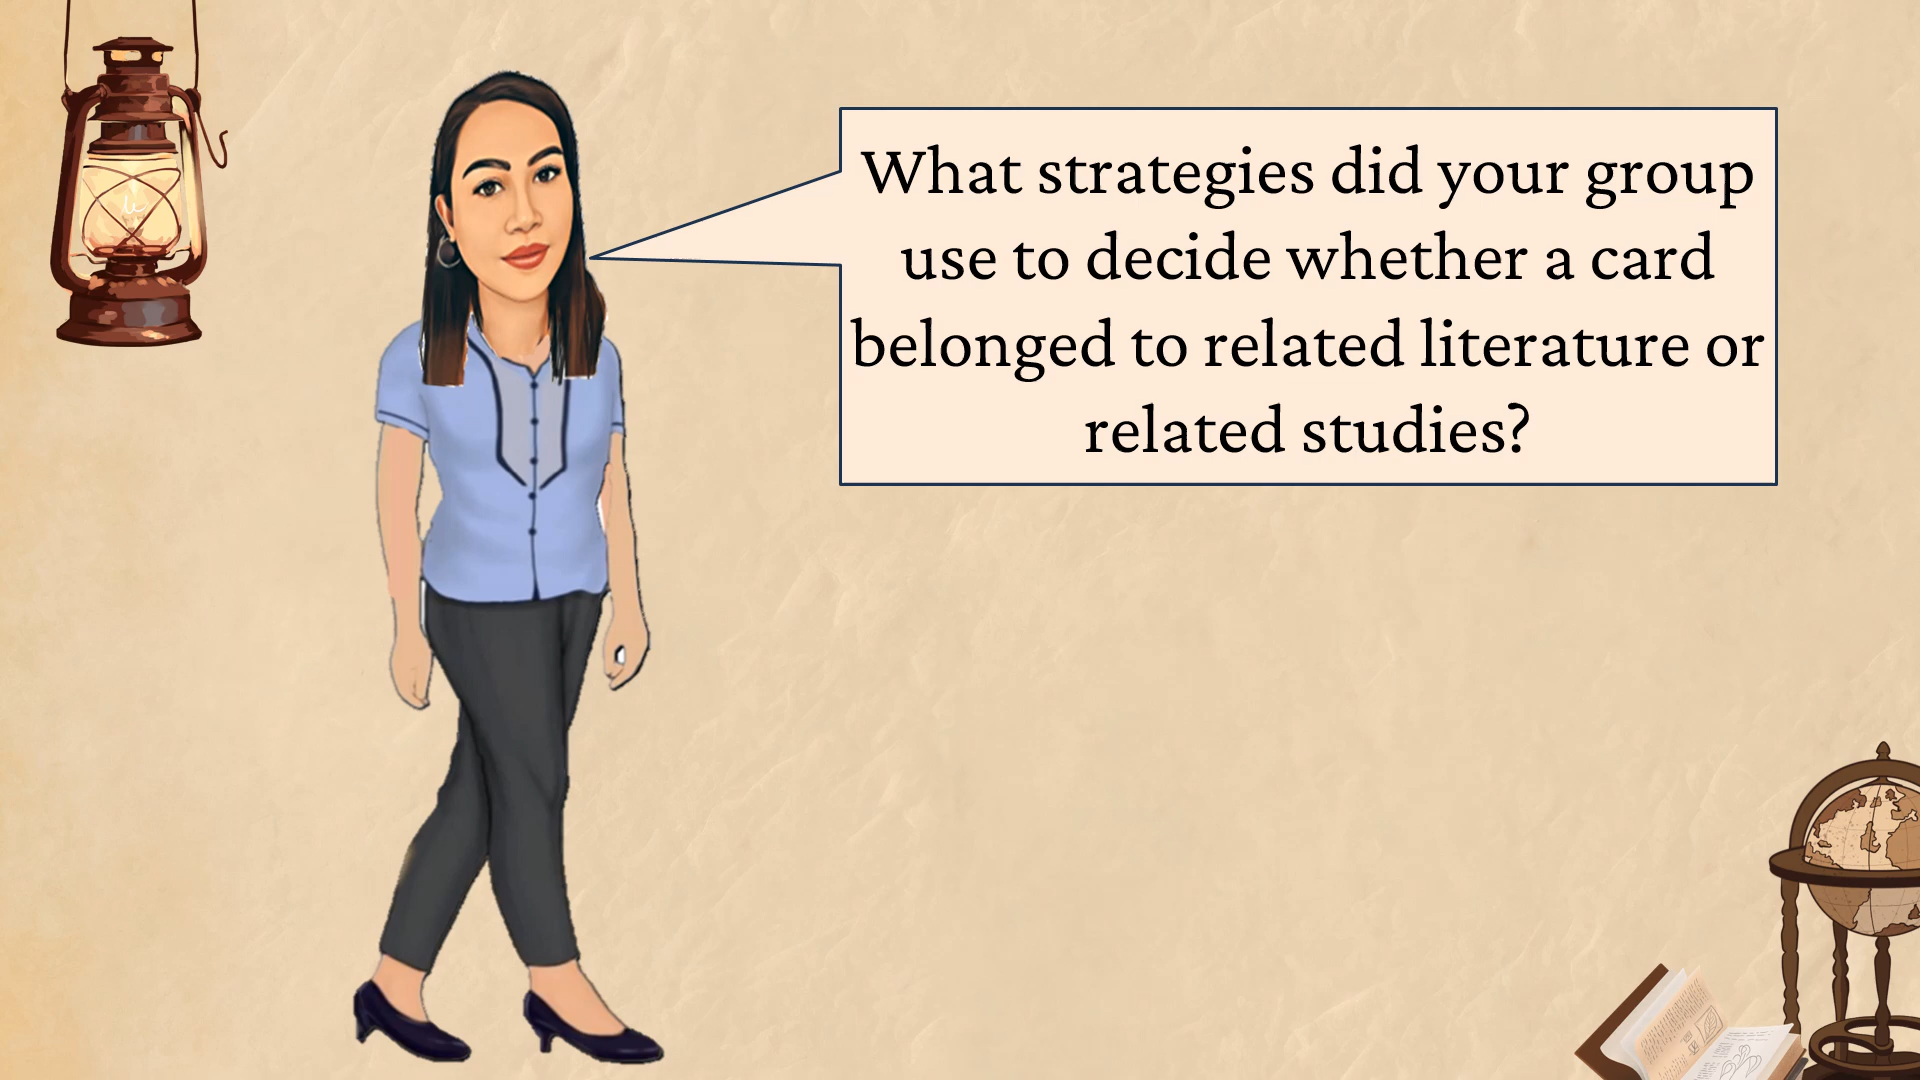 What strategies did your group
use to decide whether a card
belonged to related literature or
related studies?